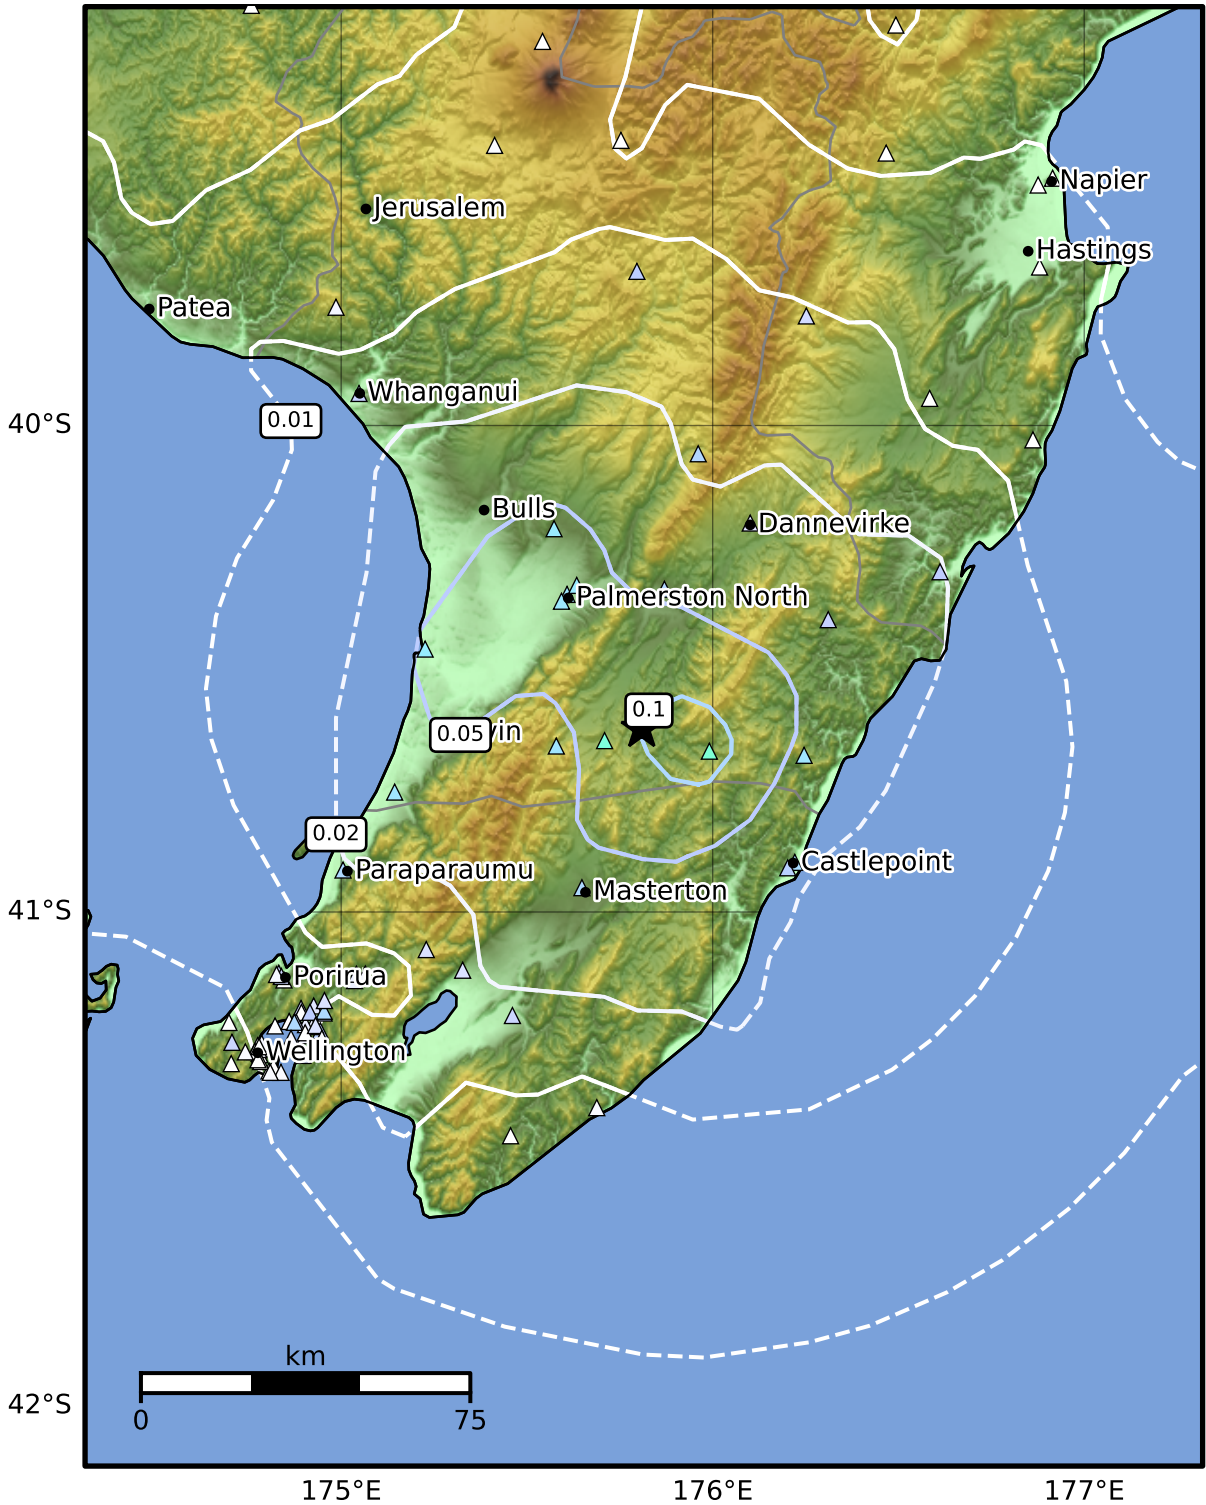 Napier
Jerusalem
Hastings
Patea
Whanganui
0.01
40°S
Bulls
Dannevirke
Palmerston North
0.1
0.05
0.02
Castlepoint
Paraparaumu
Masterton
41°S
Porirua
Wellington
km
0
75
42°S
175°E
176°E
177°E